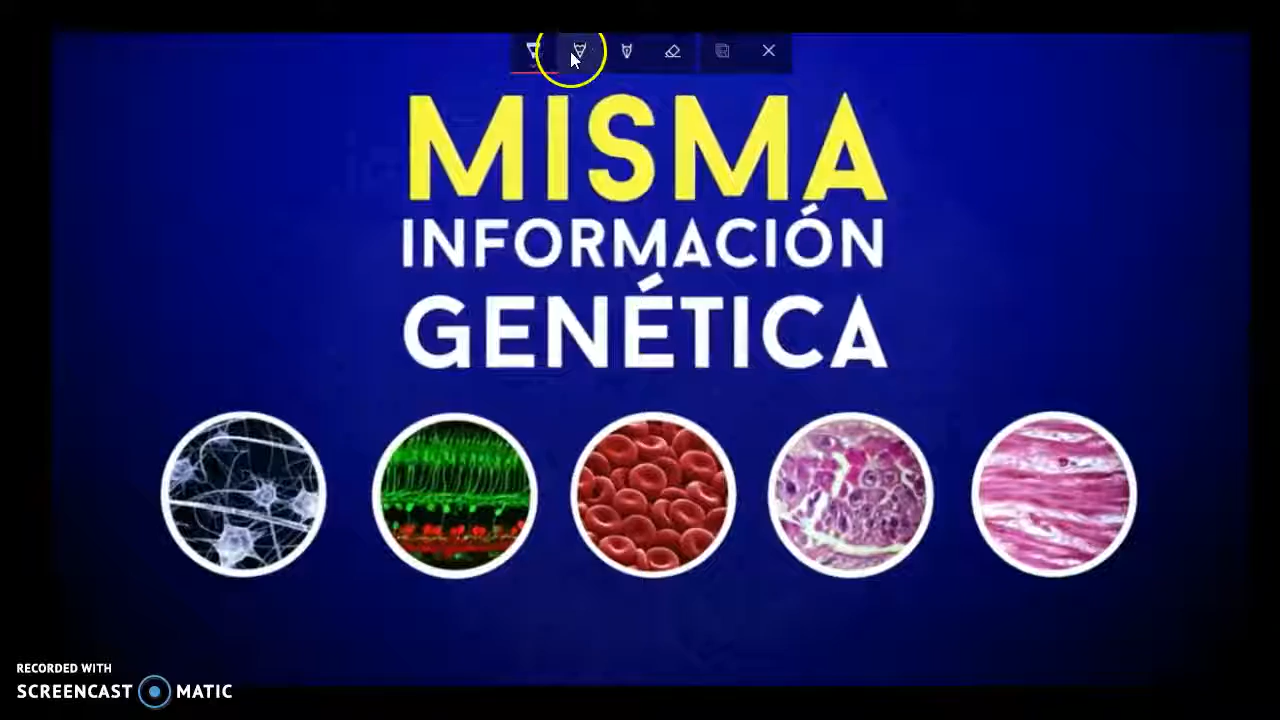 MISMA
INFORMACIÓN
GENÉTICA
RECORDED WITH
SCREENCAST MATIC